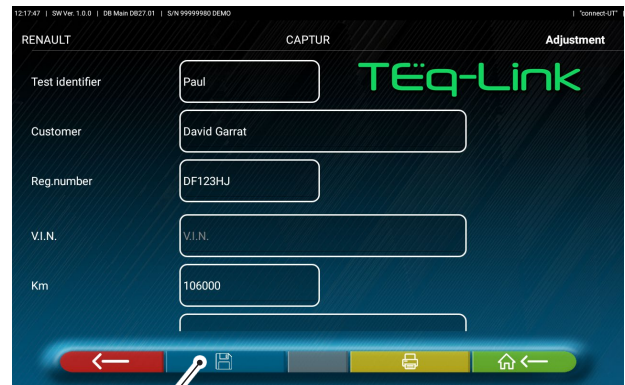 12:17:47 | SW Ver. 1.0.0 | DB Main DB27.01 | S/N 99999980 DEMO | "connect-UT" |
RENAULT CAPTUR Adjustment
TEq-Link
Test identifier Paul
Customer David Garrat
Reg.number DF123HJ
V.I.N. V.I.N.
Km 106000